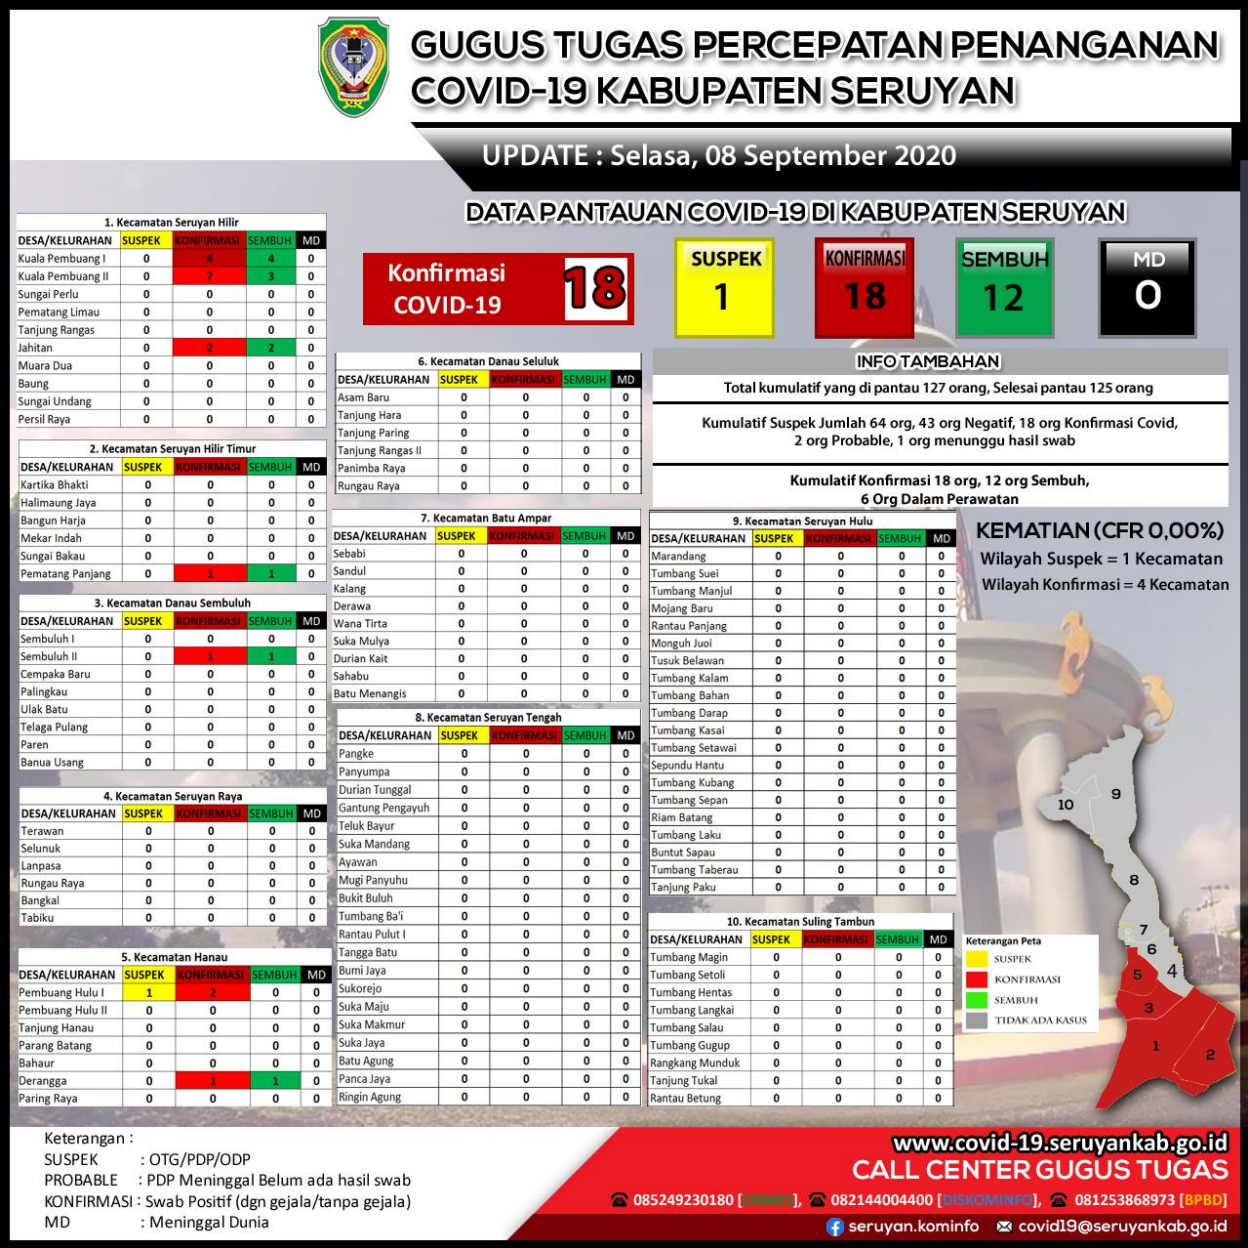 GUGUS TUGAS PERCEPATAN PENANGANAN
COVID-19 KABUPATEN SERUYAN
UPDATE : Selasa, 08 September 2020
DATA PANTAUAN COVID-19 DI KABUPATEN SERUYAN
Konfirmasi
COVID-19
18
SUSPEK
1
KONFIRMASI
18
SEMBUH
12
MD
0
INFO TAMBAHAN
Total kumulatif yang di pantau 127 orang, Selesai pantau 125 orang
Kumulatif Suspek Jumlah 64 org, 43 org Negatif, 18 org Konfirmasi Covid,
2 org Probable, 1 org menunggu hasil swab
Kumulatif Konfirmasi 18 org, 12 org Sembuh,
6 Org Dalam Perawatan
KEMATIAN (CFR 0,00%)
Wilayah Suspek = 1 Kecamatan
Wilayah Konfirmasi = 4 Kecamatan
1. Kecamatan Seruyan Hilir
DESA/KELURAHAN SUSPEK KONFIRMASI SEMBUH MD
Kuala Pembuang I 0 4 4 0
Kuala Pembuang II 0 7 3 0
Sungai Perlu 0 0 0 0
Pematang Limau 0 0 0 0
Tanjung Rangas 0 0 0 0
Jahitan 0 2 2 0
Muara Dua 0 0 0 0
Baung 0 0 0 0
Sungai Undang 0 0 0 0
Persil Raya 0 0 0 0
2. Kecamatan Seruyan Hilir Timur
DESA/KELURAHAN SUSPEK KONFIRMASI SEMBUH MD
Kartika Bhakti 0 0 0 0
Halimaung Jaya 0 0 0 0
Bangun Harja 0 0 0 0
Mekar Indah 0 0 0 0
Sungai Bakau 0 0 0 0
Pematang Panjang 0 1 1 0
3. Kecamatan Danau Sembuluh
DESA/KELURAHAN SUSPEK KONFIRMASI SEMBUH MD
Sembuluh I 0 0 0 0
Sembuluh II 0 1 1 0
Cempaka Baru 0 0 0 0
Palingkau 0 0 0 0
Ulak Batu 0 0 0 0
Telaga Pulang 0 0 0 0
Paren 0 0 0 0
Banua Usang 0 0 0 0
4. Kecamatan Seruyan Raya
DESA/KELURAHAN SUSPEK KONFIRMASI SEMBUH MD
Terawan 0 0 0 0
Selunuk 0 0 0 0
Lanpasa 0 0 0 0
Rungau Raya 0 0 0 0
Bangkal 0 0 0 0
Tabiku 0 0 0 0
5. Kecamatan Hanau
DESA/KELURAHAN SUSPEK KONFIRMASI SEMBUH MD
Pembuang Hulu I 1 2 0 0
Pembuang Hulu II 0 0 0 0
Tanjung Hanau 0 0 0 0
Parang Batang 0 0 0 0
Bahaur 0 0 0 0
Derangga 0 1 1 0
Paring Raya 0 0 0 0
6. Kecamatan Danau Seluluk
DESA/KELURAHAN SUSPEK KONFIRMASI SEMBUH MD
Asam Baru 0 0 0 0
Tanjung Hara 0 0 0 0
Tanjung Paring 0 0 0 0
Tanjung Rangas II 0 0 0 0
Panimba Raya 0 0 0 0
Rungau Raya 0 0 0 0
7. Kecamatan Batu Ampar
DESA/KELURAHAN SUSPEK KONFIRMASI SEMBUH MD
Sebabi 0 0 0 0
Sandul 0 0 0 0
Kalang 0 0 0 0
Derawa 0 0 0 0
Wana Tirta 0 0 0 0
Suka Mulya 0 0 0 0
Durian Kait 0 0 0 0
Sahabu 0 0 0 0
Batu Menangis 0 0 0 0
8. Kecamatan Seruyan Tengah
DESA/KELURAHAN SUSPEK KONFIRMASI SEMBUH MD
Pangke 0 0 0 0
Panyumpa 0 0 0 0
Durian Tunggal 0 0 0 0
Gantung Pengayuh 0 0 0 0
Teluk Bayur 0 0 0 0
Suka Mandang 0 0 0 0
Ayawan 0 0 0 0
Mugi Panyuhu 0 0 0 0
Bukit Buluh 0 0 0 0
Tumbang Ba'i 0 0 0 0
Rantau Pulut I 0 0 0 0
Tangga Batu 0 0 0 0
Bumi Jaya 0 0 0 0
Sukorejo 0 0 0 0
Suka Maju 0 0 0 0
Suka Makmur 0 0 0 0
Suka Jaya 0 0 0 0
Batu Agung 0 0 0 0
Panca Jaya 0 0 0 0
Ringin Agung 0 0 0 0
9. Kecamatan Seruyan Hulu
DESA/KELURAHAN SUSPEK KONFIRMASI SEMBUH MD
Marandang 0 0 0 0
Tumbang Suei 0 0 0 0
Tumbang Manjul 0 0 0 0
Mojang Baru 0 0 0 0
Rantau Panjang 0 0 0 0
Monguh Juoi 0 0 0 0
Tusuk Belawan 0 0 0 0
Tumbang Kalam 0 0 0 0
Tumbang Bahan 0 0 0 0
Tumbang Darap 0 0 0 0
Tumbang Kasai 0 0 0 0
Tumbang Setawai 0 0 0 0
Sepundu Hantu 0 0 0 0
Tumbang Kubang 0 0 0 0
Tumbang Sepan 0 0 0 0
Riam Batang 0 0 0 0
Tumbang Laku 0 0 0 0
Buntut Sapau 0 0 0 0
Tumbang Taberau 0 0 0 0
Tanjung Paku 0 0 0 0
10. Kecamatan Suling Tambun
DESA/KELURAHAN SUSPEK KONFIRMASI SEMBUH MD
Tumbang Magin 0 0 0 0
Tumbang Setoli 0 0 0 0
Tumbang Hentas 0 0 0 0
Tumbang Langkai 0 0 0 0
Tumbang Salau 0 0 0 0
Tumbang Gugup 0 0 0 0
Rangkang Munduk 0 0 0 0
Tanjung Tukal 0 0 0 0
Rantau Betung 0 0 0 0
Keterangan Peta
SUSPEK
KONFIRMASI
SEMBUH
TIDAK ADA KASUS
9
10
8
7
6
5
4
3
1
2
Keterangan :
SUSPEK : OTG/PDP/ODP
PROBABLE : PDP Meninggal Belum ada hasil swab
KONFIRMASI : Swab Positif (dgn gejala/tanpa gejala)
MD : Meninggal Dunia
www.covid-19.seruyankab.go.id
CALL CENTER GUGUS TUGAS
085249230180 [DINKES], 082144004400 [DISKOMINFO], 081253868973 [BPBD]
seruyan.kominfo covid19@seruyankab.go.id